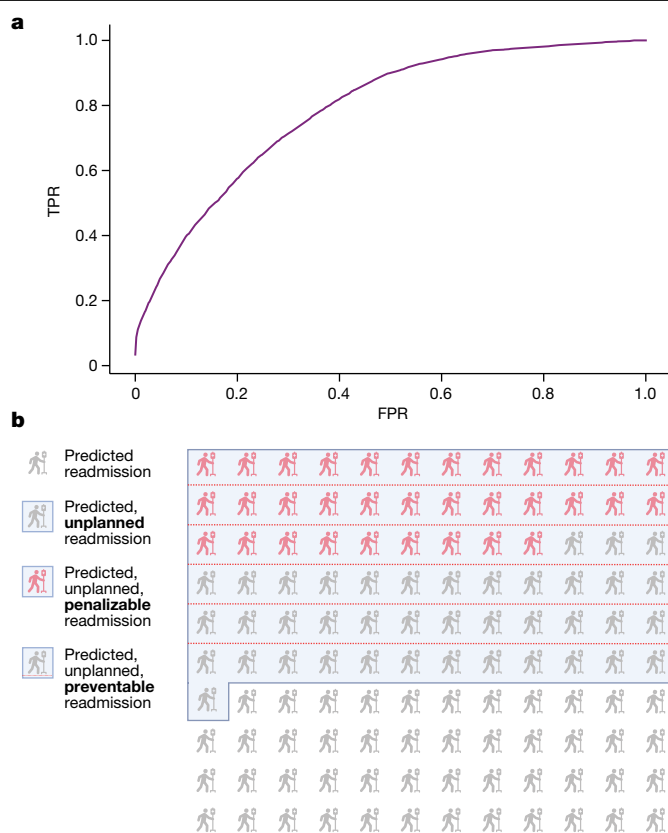 a
1.0
0.8
0.6
0.4
0.2
0
TPR
0
0.2
0.4
0.6
0.8
1.0
FPR
b
Predicted
readmission
Predicted,
unplanned
readmission
Predicted,
unplanned,
penalizable
readmission
Predicted,
unplanned,
preventable
readmission